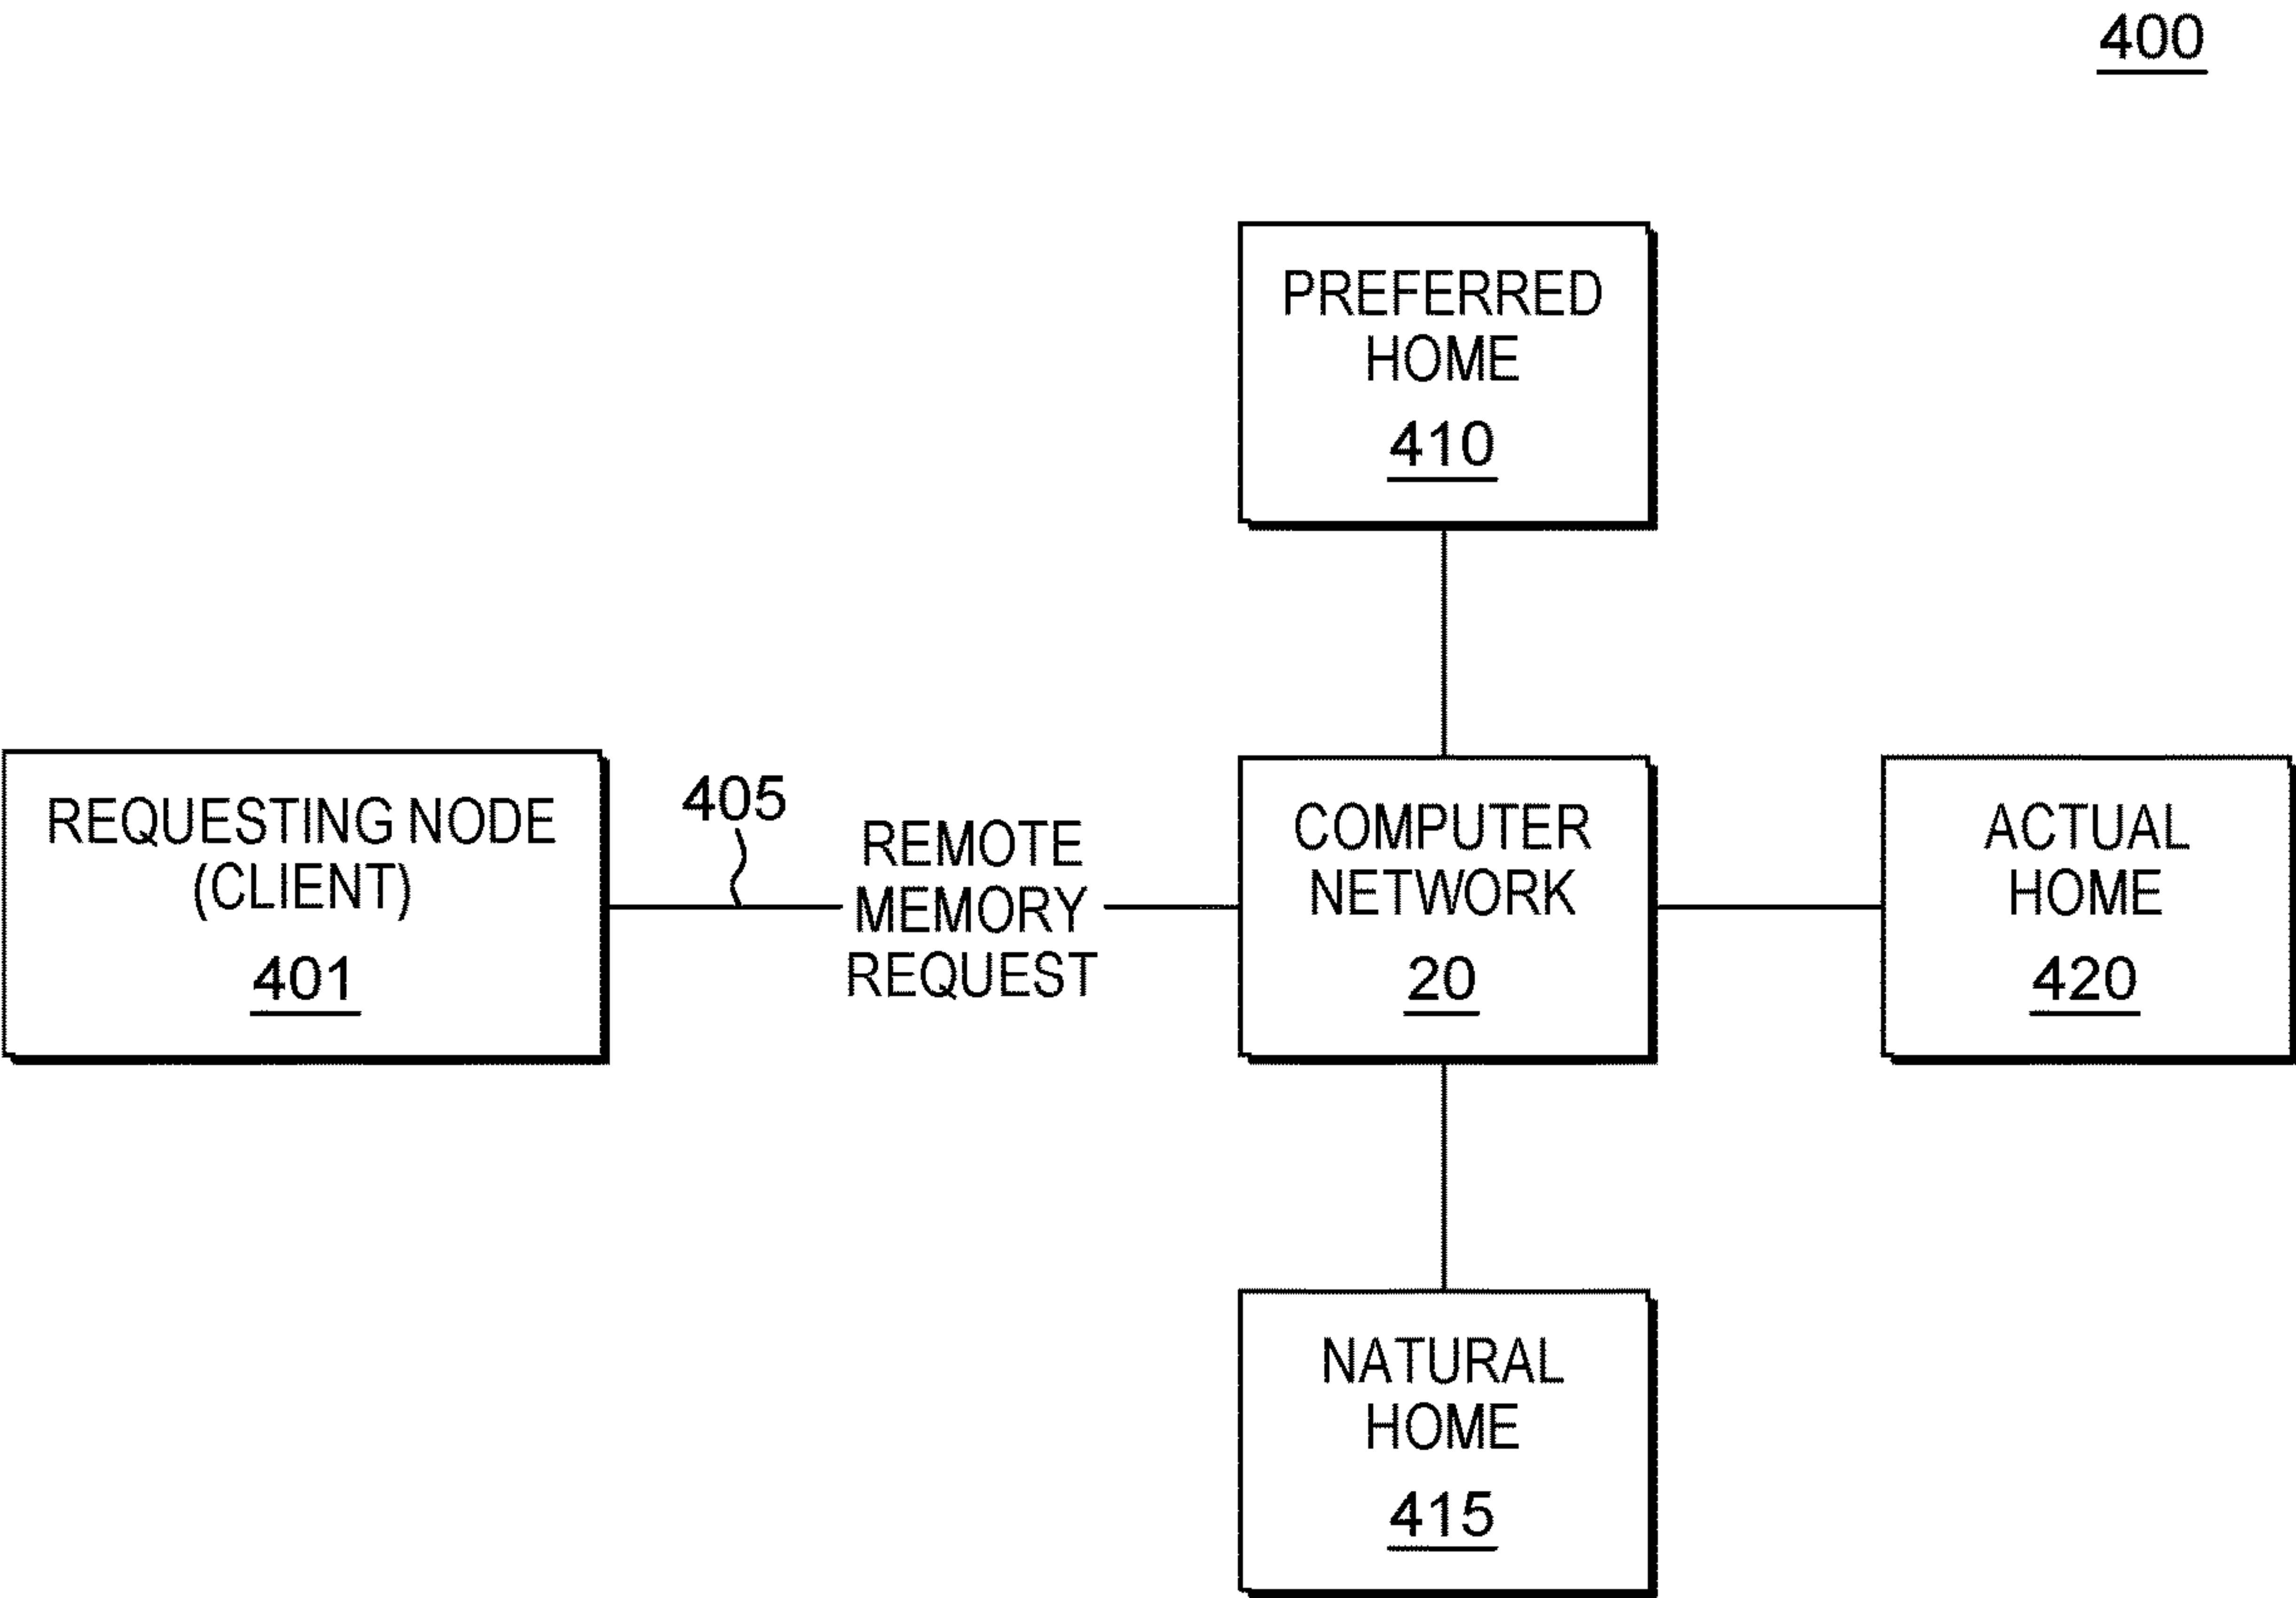 400
PREFERRED
HOME
410
REQUESTING NODE
(CLIENT)
401
405
REMOTE
MEMORY
REQUEST
COMPUTER
NETWORK
20
ACTUAL
HOME
420
NATURAL
HOME
415